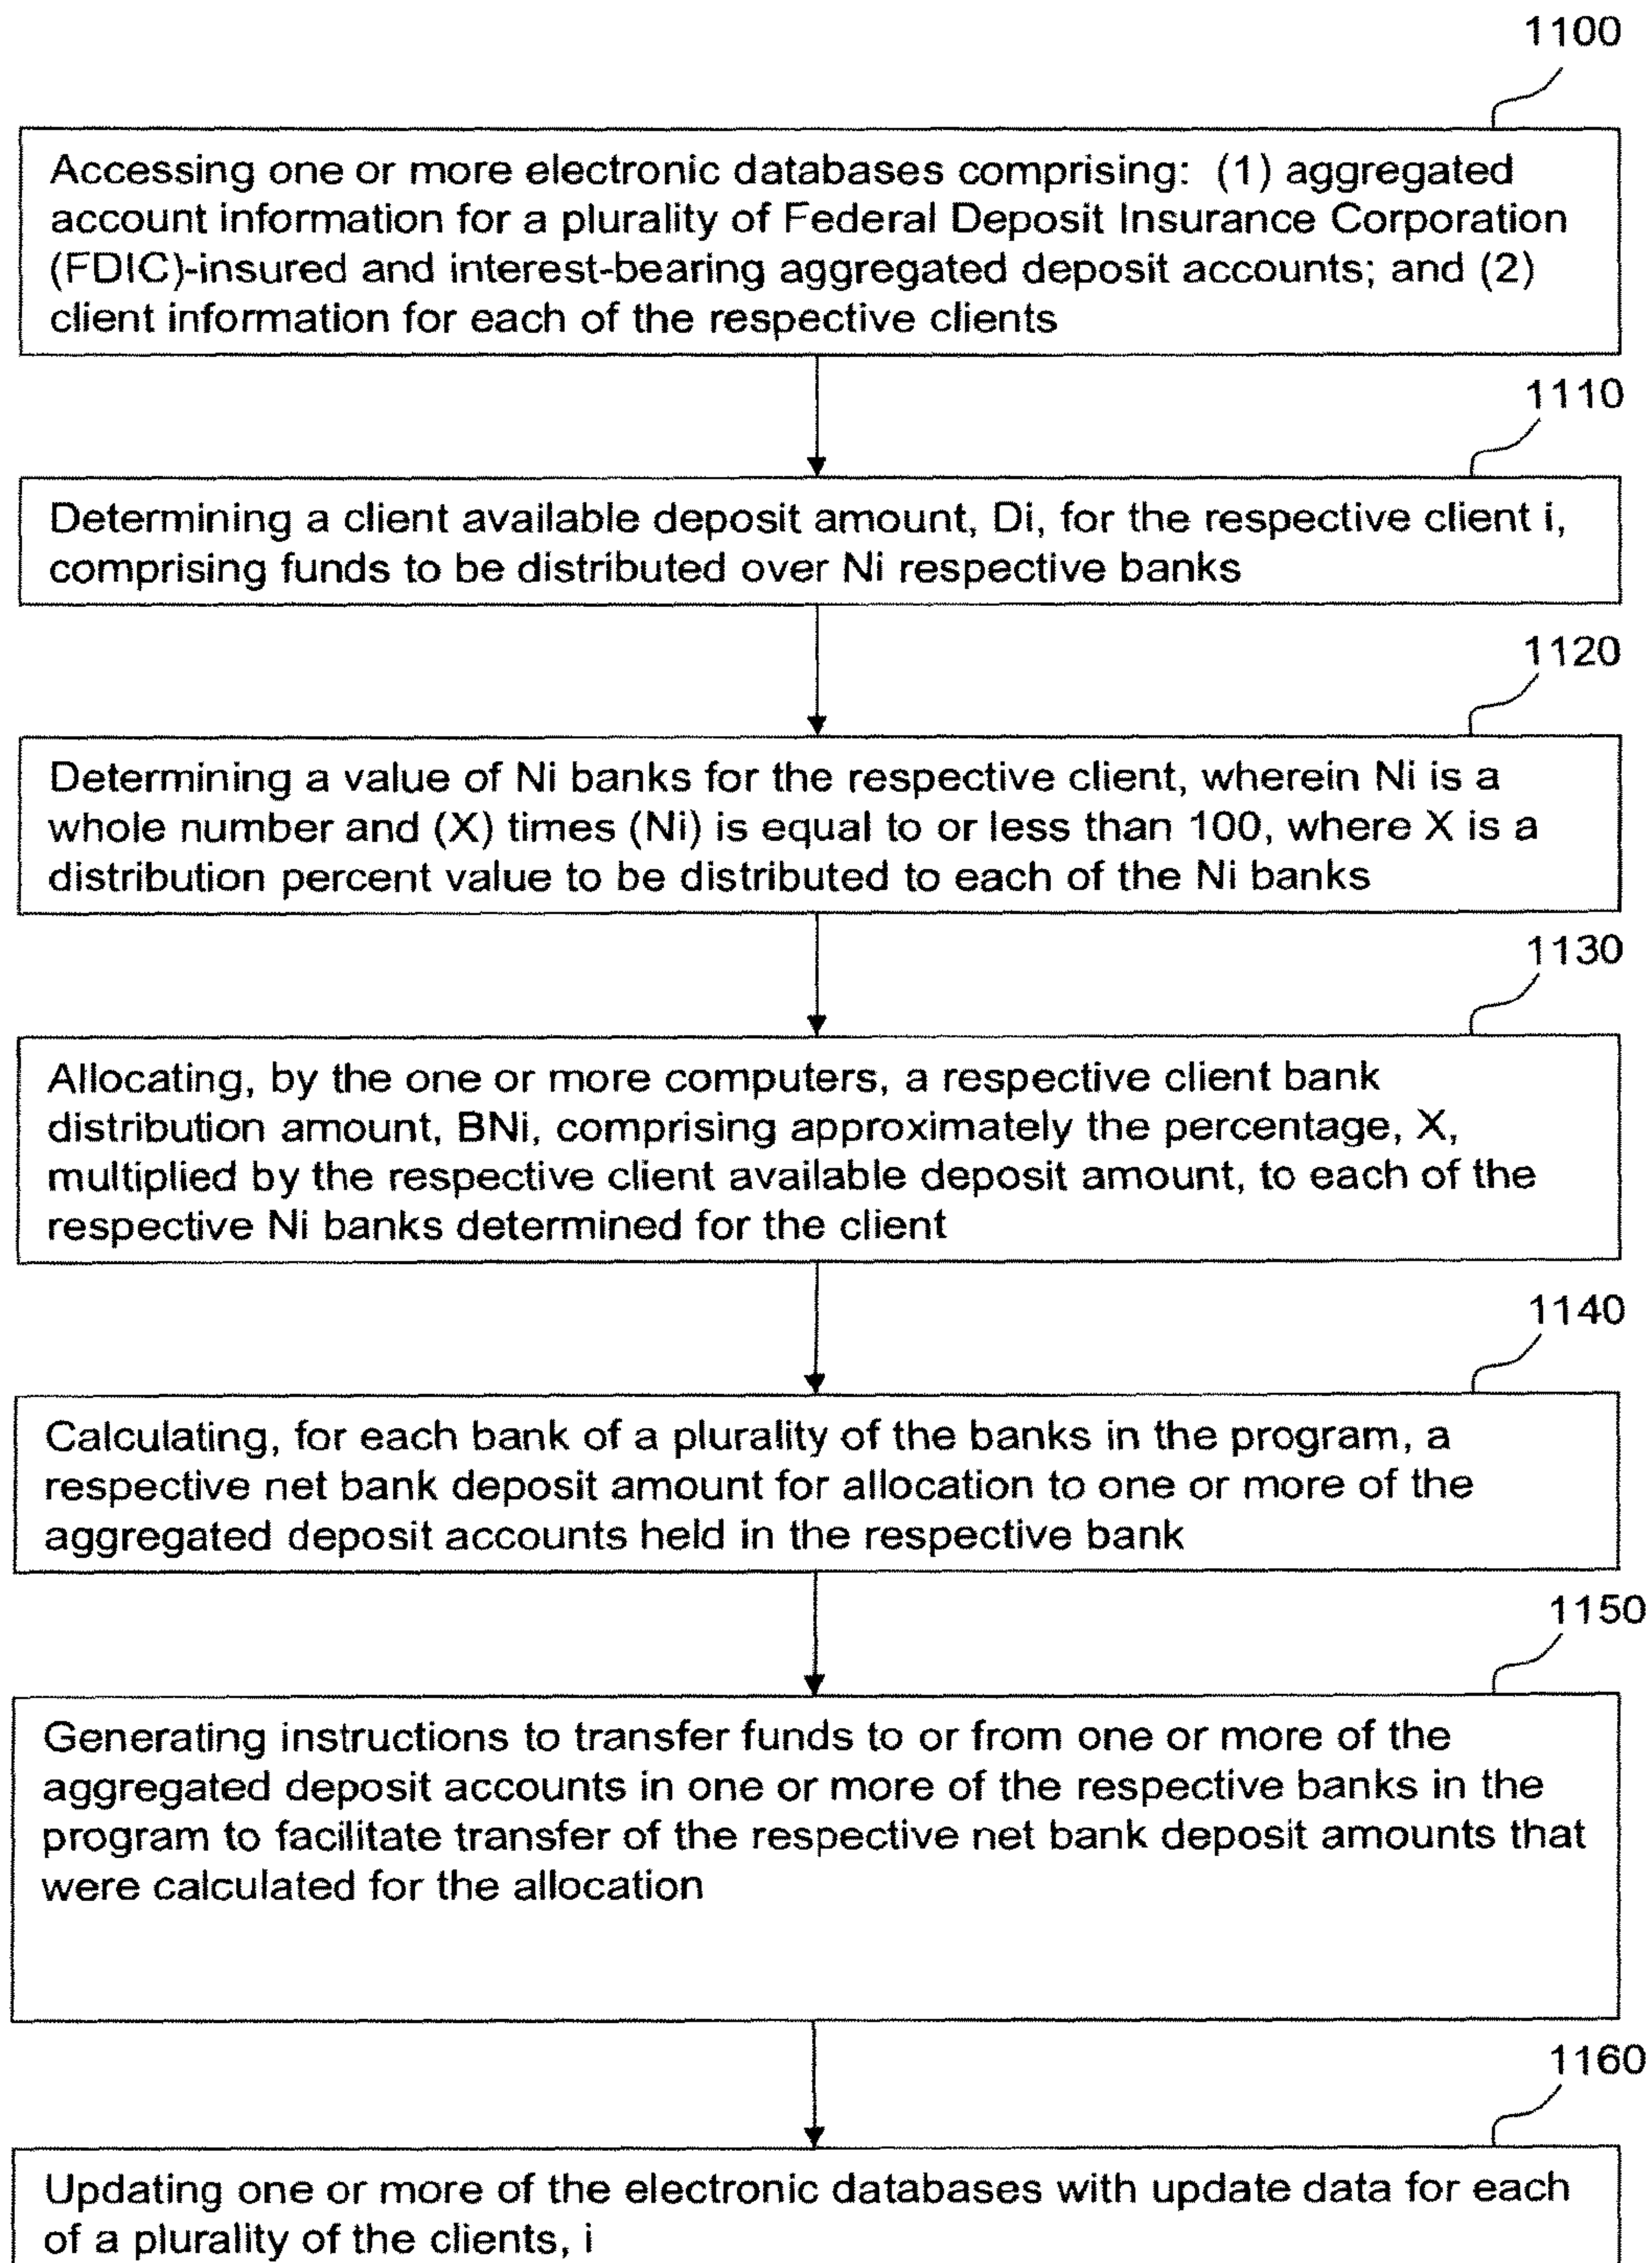 1100
Accessing one or more electronic databases comprising: (1) aggregated
account information for a plurality of Federal Deposit Insurance Corporation
(FDIC)-insured and interest-bearing aggregated deposit accounts; and (2)
client information for each of the respective clients
1110
Determining a client available deposit amount, Di, for the respective client i,
comprising funds to be distributed over Ni respective banks
1120
Determining a value of Ni banks for the respective client, wherein Ni is a
whole number and (X) times (Ni) is equal to or less than 100, where X is a
distribution percent value to be distributed to each of the Ni banks
1130
Allocating, by the one or more computers, a respective client bank
distribution amount, BNi, comprising approximately the percentage, X,
multiplied by the respective client available deposit amount, to each of the
respective Ni banks determined for the client
1140
Calculating, for each bank of a plurality of the banks in the program, a
respective net bank deposit amount for allocation to one or more of the
aggregated deposit accounts held in the respective bank
1150
Generating instructions to transfer funds to or from one or more of the
aggregated deposit accounts in one or more of the respective banks in the
program to facilitate transfer of the respective net bank deposit amounts that
were calculated for the allocation
1160
Updating one or more of the electronic databases with update data for each
of a plurality of the clients, i